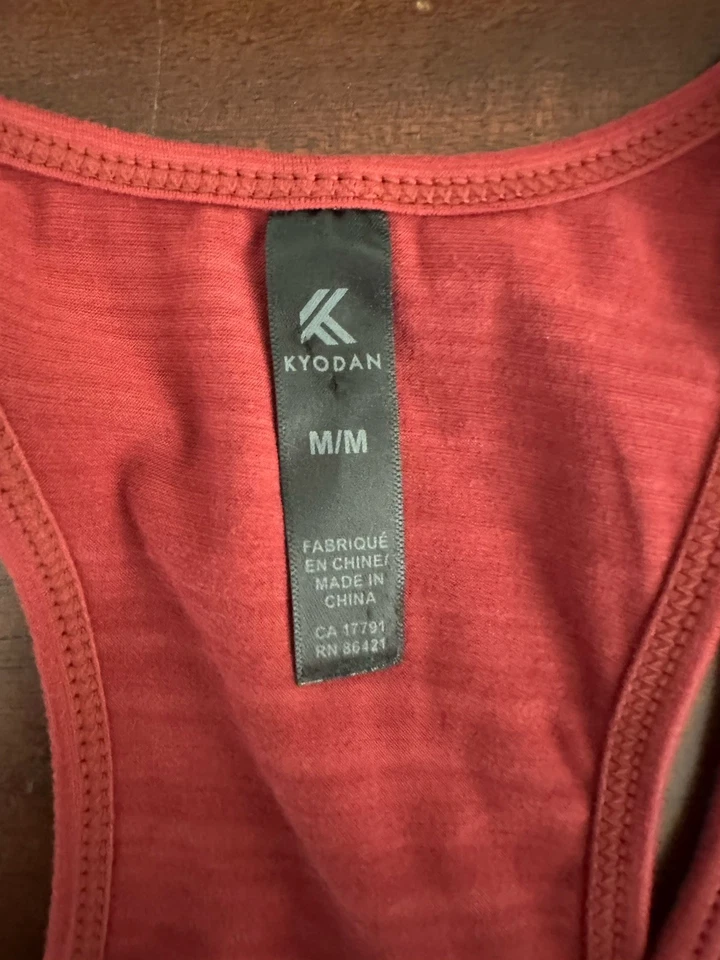 KYODAN
M/M
FABRIQUÉ
EN CHINE/
MADE IN
CHINA
CA 17791
RN 86421